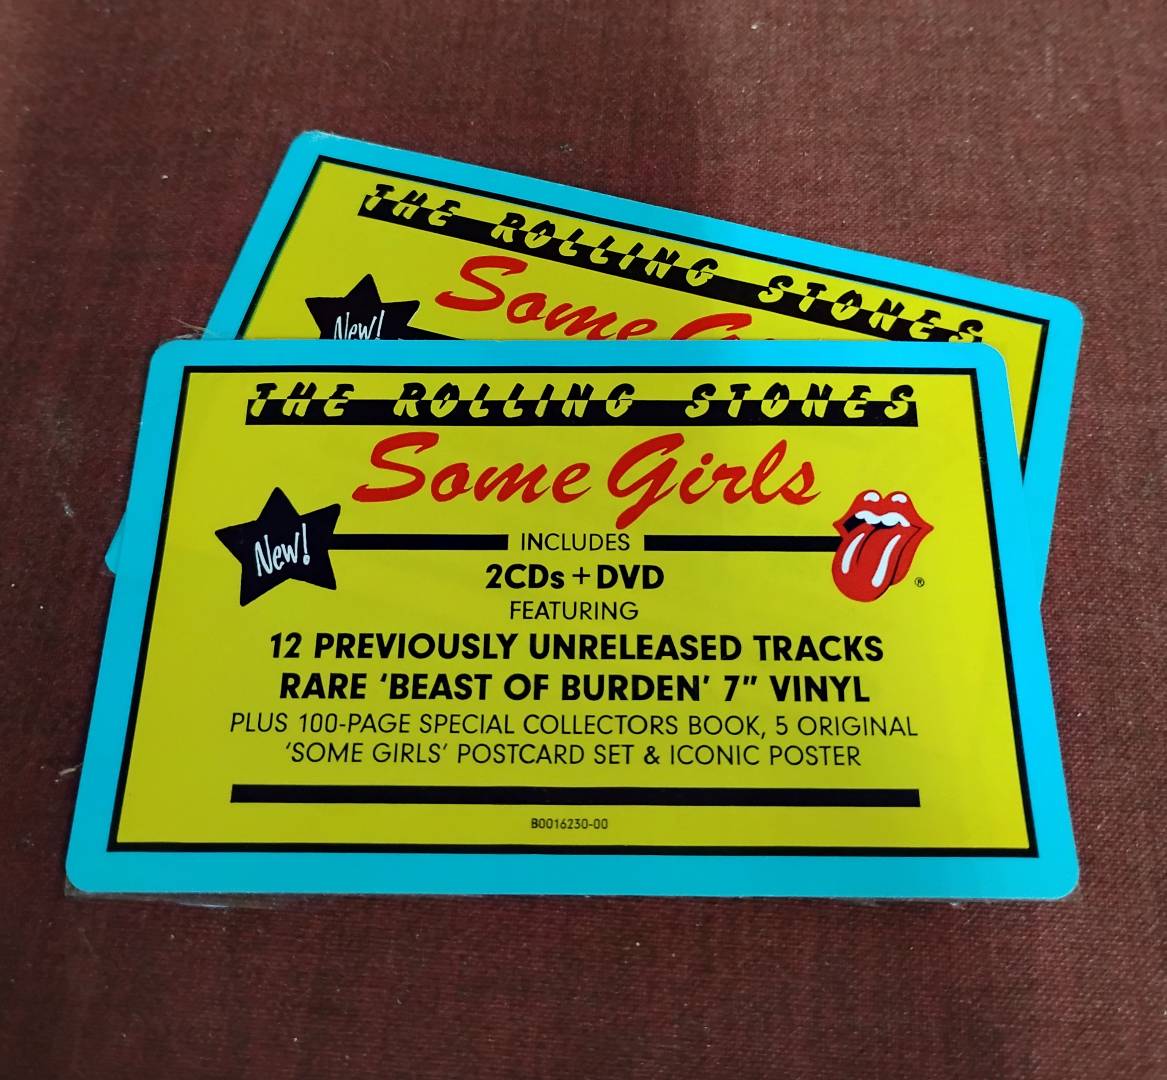 THE ROLLING STONES
Some
New!
THE ROLLING STONES
Some Girls
New!
INCLUDES
2CDs + DVD
FEATURING
12 PREVIOUSLY UNRELEASED TRACKS
RARE ‘BEAST OF BURDEN’ 7” VINYL
PLUS 100-PAGE SPECIAL COLLECTORS BOOK, 5 ORIGINAL
‘SOME GIRLS’ POSTCARD SET & ICONIC POSTER
®
B0016230-00